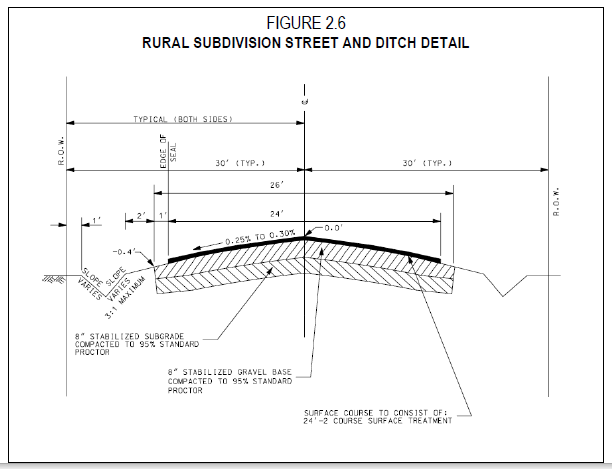 FIGURE 2.6
RURAL SUBDIVISION STREET AND DITCH DETAIL
TYPICAL (BOTH SIDES)
R.O.W.
EDGE OF
SEAL
30' (TYP.)
30' (TYP.)
R.O.W.
26'
1'
2'
1'
24'
0.25% TO 0.30%
-0.0'
-0.4'
SLOPE
VARIES
SLOPE
VARIES
3:1 MAXIMUM
8" STABILIZED SUBGRADE
COMPACTED TO 95% STANDARD
PROCTOR
8" STABILIZED GRAVEL BASE
COMPACTED TO 95% STANDARD
PROCTOR
SURFACE COURSE TO CONSIST OF:
24'-2 COURSE SURFACE TREATMENT